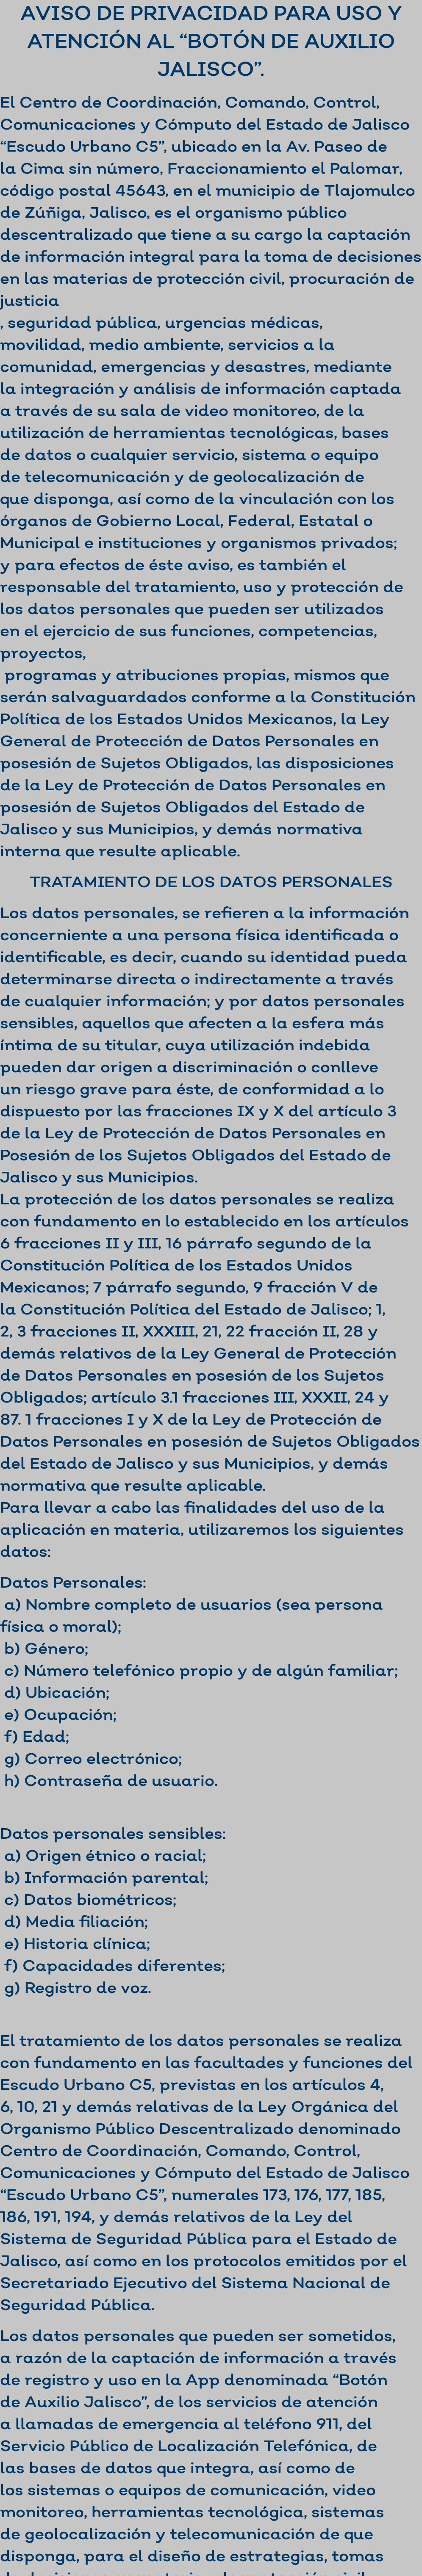 AVISO DE PRIVACIDAD PARA USO Y
ATENCIÓN AL “BOTÓN DE AUXILIO
JALISCO”.
El Centro de Coordinación, Comando, Control,
Comunicaciones y Cómputo del Estado de Jalisco
“Escudo Urbano C5”, ubicado en la Av. Paseo de
la Cima sin número, Fraccionamiento el Palomar,
código postal 45643, en el municipio de Tlajomulco
de Zúñiga, Jalisco, es el organismo público
descentralizado que tiene a su cargo la captación
de información integral para la toma de decisiones
en las materias de protección civil, procuración de
justicia
, seguridad pública, urgencias médicas,
movilidad, medio ambiente, servicios a la
comunidad, emergencias y desastres, mediante
la integración y análisis de información captada
a través de su sala de video monitoreo, de la
utilización de herramientas tecnológicas, bases
de datos o cualquier servicio, sistema o equipo
de telecomunicación y de geolocalización de
que disponga, así como de la vinculación con los
órganos de Gobierno Local, Federal, Estatal o
Municipal e instituciones y organismos privados;
y para efectos de éste aviso, es también el
responsable del tratamiento, uso y protección de
los datos personales que pueden ser utilizados
en el ejercicio de sus funciones, competencias,
proyectos,
programas y atribuciones propias, mismos que
serán salvaguardados conforme a la Constitución
Política de los Estados Unidos Mexicanos, la Ley
General de Protección de Datos Personales en
posesión de Sujetos Obligados, las disposiciones
de la Ley de Protección de Datos Personales en
posesión de Sujetos Obligados del Estado de
Jalisco y sus Municipios, y demás normativa
interna que resulte aplicable.
TRATAMIENTO DE LOS DATOS PERSONALES
Los datos personales, se refieren a la información
concerniente a una persona física identificada o
identificable, es decir, cuando su identidad pueda
determinarse directa o indirectamente a través
de cualquier información; y por datos personales
sensibles, aquellos que afecten a la esfera más
íntima de su titular, cuya utilización indebida
pueden dar origen a discriminación o conlleve
un riesgo grave para éste, de conformidad a lo
dispuesto por las fracciones IX y X del artículo 3
de la Ley de Protección de Datos Personales en
Posesión de los Sujetos Obligados del Estado de
Jalisco y sus Municipios.
La protección de los datos personales se realiza
con fundamento en lo establecido en los artículos
6 fracciones II y III, 16 párrafo segundo de la
Constitución Política de los Estados Unidos
Mexicanos; 7 párrafo segundo, 9 fracción V de
la Constitución Política del Estado de Jalisco; 1,
2, 3 fracciones II, XXXIII, 21, 22 fracción II, 28 y
demás relativos de la Ley General de Protección
de Datos Personales en posesión de los Sujetos
Obligados; artículo 3.1 fracciones III, XXXII, 24 y
87. 1 fracciones I y X de la Ley de Protección de
Datos Personales en posesión de Sujetos Obligados
del Estado de Jalisco y sus Municipios, y demás
normativa que resulte aplicable.
Para llevar a cabo las finalidades del uso de la
aplicación en materia, utilizaremos los siguientes
datos:
Datos Personales:
a) Nombre completo de usuarios (sea persona
física o moral);
b) Género;
c) Número telefónico propio y de algún familiar;
d) Ubicación;
e) Ocupación;
f) Edad;
g) Correo electrónico;
h) Contraseña de usuario.
Datos personales sensibles:
a) Origen étnico o racial;
b) Información parental;
c) Datos biométricos;
d) Media filiación;
e) Historia clínica;
f) Capacidades diferentes;
g) Registro de voz.
El tratamiento de los datos personales se realiza
con fundamento en las facultades y funciones del
Escudo Urbano C5, previstas en los artículos 4,
6, 10, 21 y demás relativas de la Ley Orgánica del
Organismo Público Descentralizado denominado
Centro de Coordinación, Comando, Control,
Comunicaciones y Cómputo del Estado de Jalisco
“Escudo Urbano C5”, numerales 173, 176, 177, 185,
186, 191, 194, y demás relativos de la Ley del
Sistema de Seguridad Pública para el Estado de
Jalisco, así como en los protocolos emitidos por el
Secretariado Ejecutivo del Sistema Nacional de
Seguridad Pública.
Los datos personales que pueden ser sometidos,
a razón de la captación de información a través
de registro y uso en la App denominada “Botón
de Auxilio Jalisco”, de los servicios de atención
a llamadas de emergencia al teléfono 911, del
Servicio Público de Localización Telefónica, de
las bases de datos que integra, así como de
los sistemas o equipos de comunicación, video
monitoreo, herramientas tecnológica, sistemas
de geolocalización y telecomunicación de que
disponga, para el diseño de estrategias, tomas